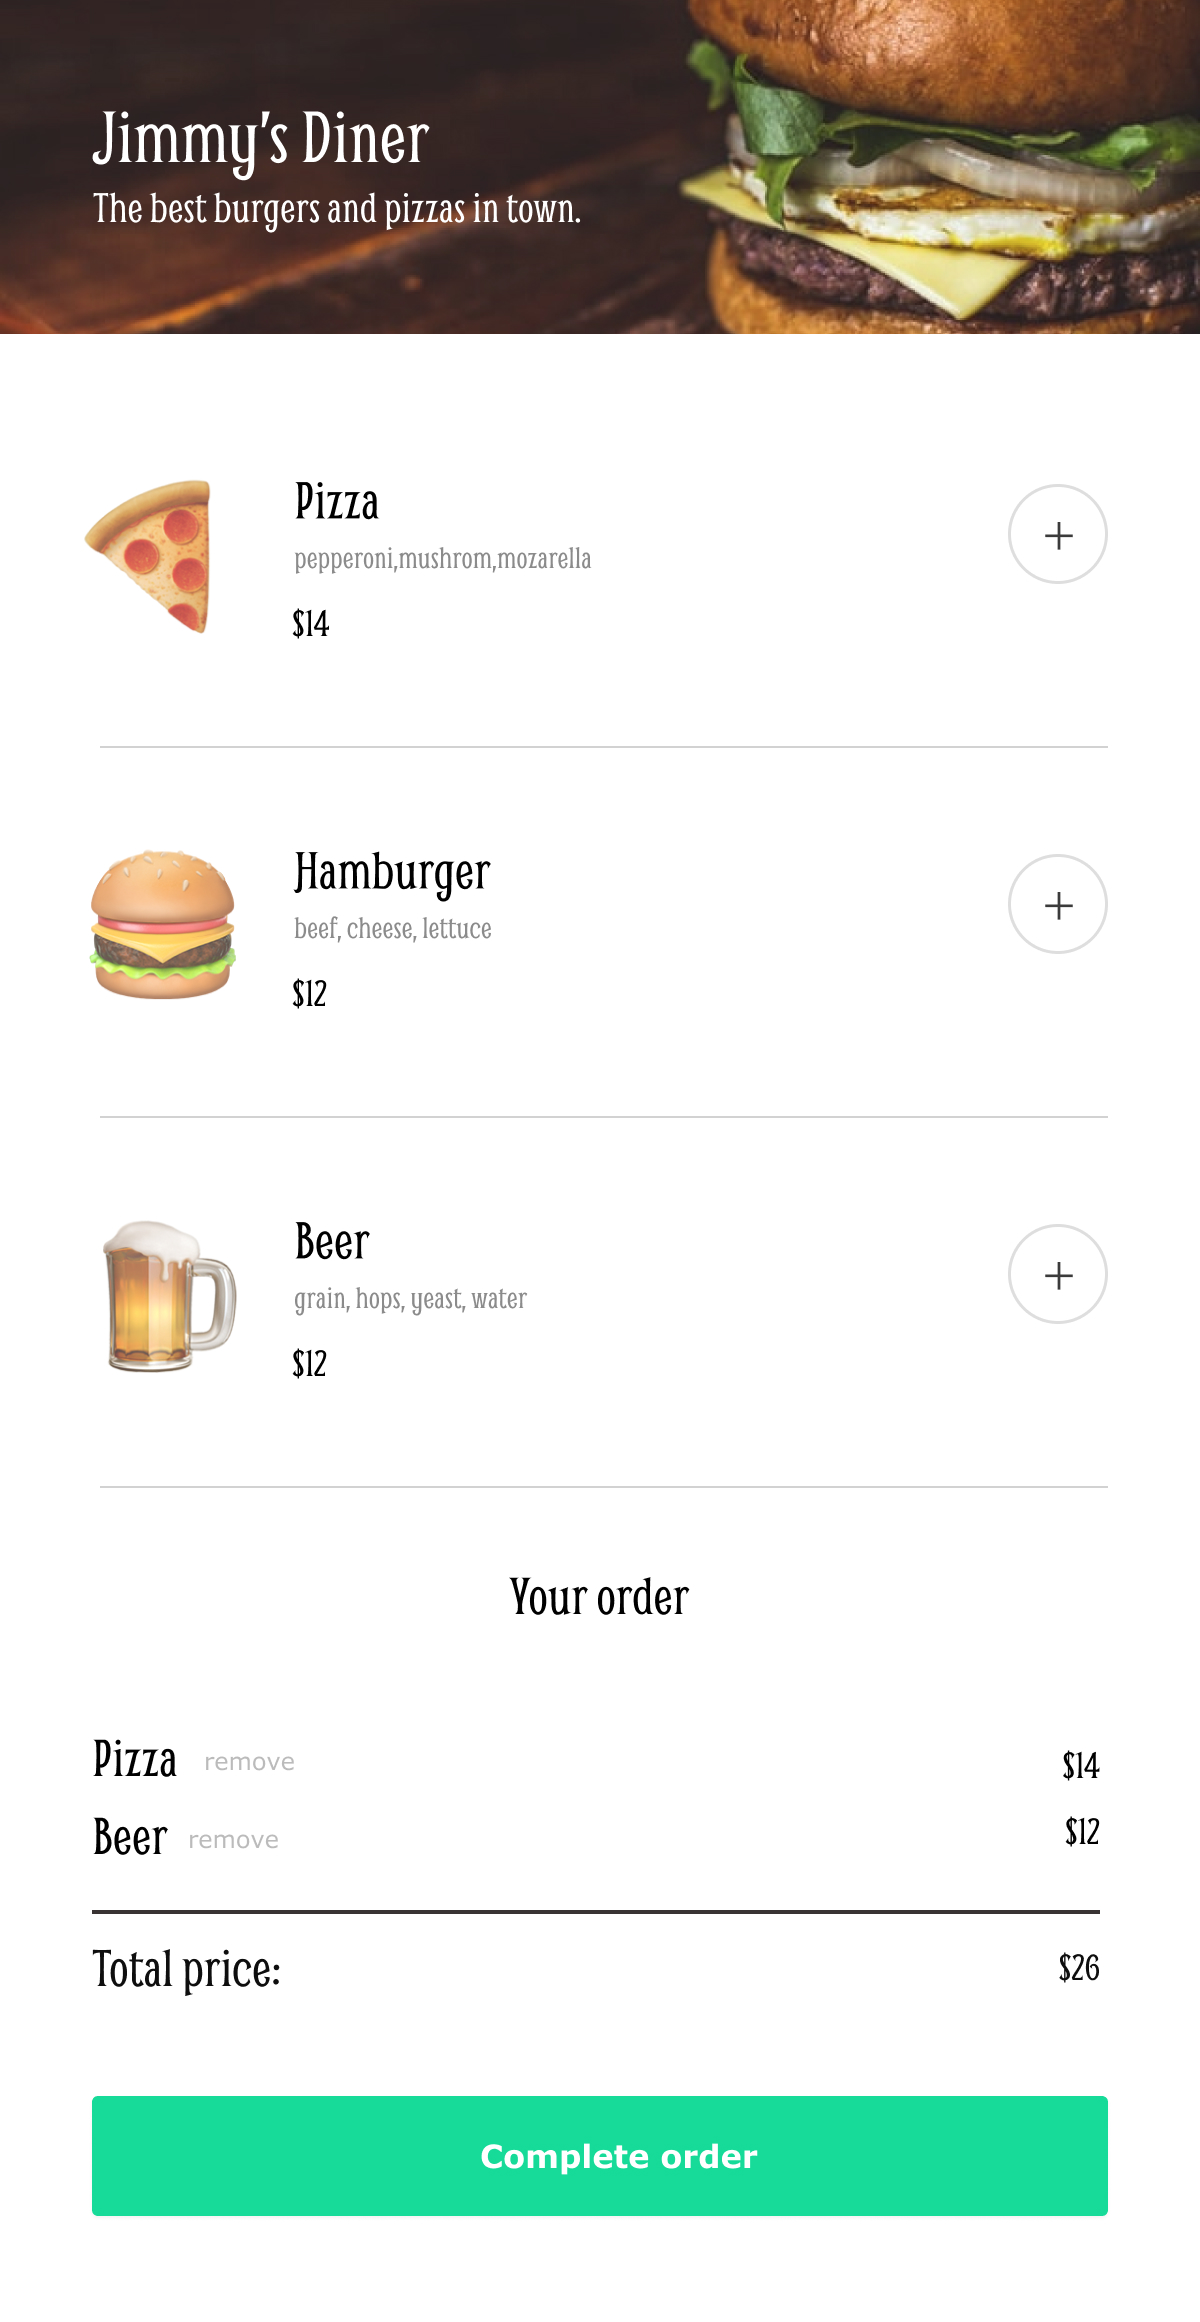 Jimmy's Diner
The best burgers and pizzas in town.
Pizza
pepperoni,mushrom,mozarella
$14
+
Hamburger
beef, cheese, lettuce
$12
+
Beer
grain, hops, yeast, water
$12
+
Your order
Pizza remove $14
Beer remove $12
Total price: $26
Complete order